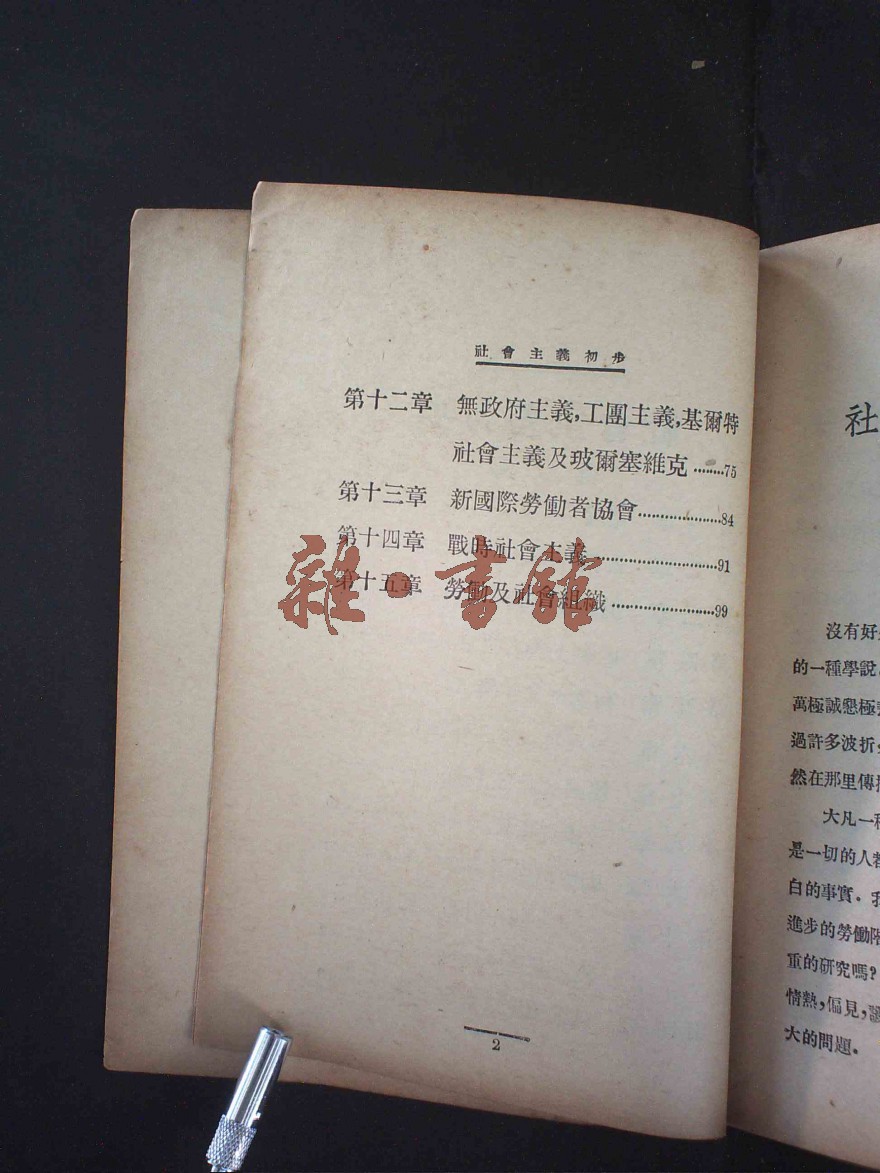 社會主義初步
第十二章 無政府主義,工團主義,基爾特
社會主義及玻爾塞維克........75
第十三章 新國際勞働者協會....................84
第十四章 戰時社會主義..............................91
第十五章 勞働及社會組織.........................99
2
雜·書館
社
沒有好
的一種學說
萬極誠懇極
過許多波折
然在那里傳
大凡一種
是一切的人都
白的事實。我
進步的勞働階
重的研究嗎?
情熱,偏見,
大的問題。